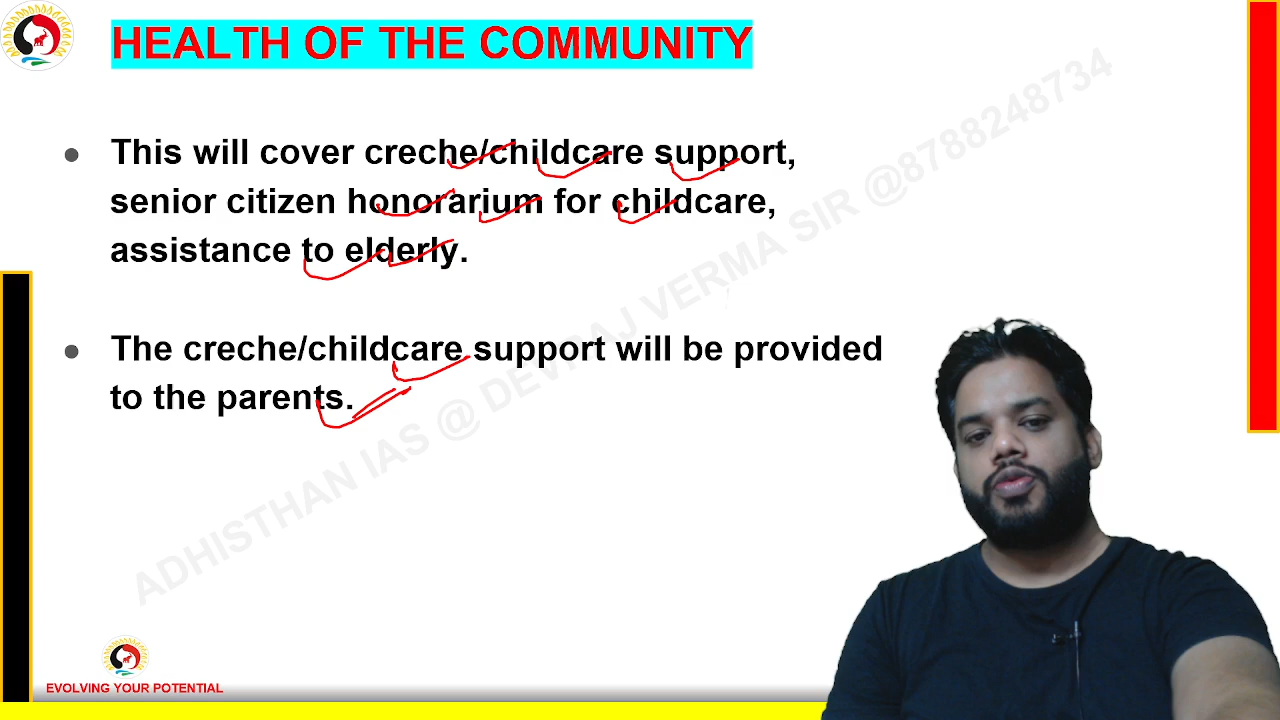 HEALTH OF THE COMMUNITY
This will cover creche/childcare support,
senior citizen honorarium for childcare,
assistance to elderly.
The creche/childcare support will be provided
to the parents.
ADHISTHAN IAS @ DEVRAJ VERMA SIR @8788248734
EVOLVING YOUR POTENTIAL